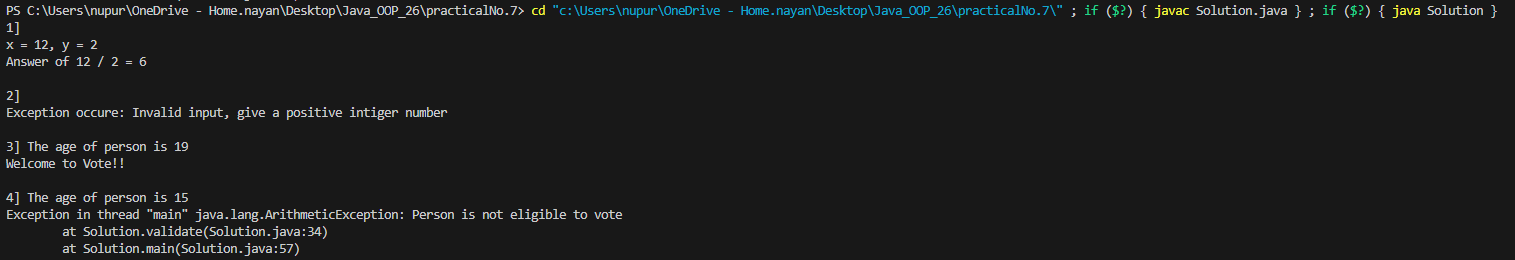 PS C:\Users\nupur\OneDrive - Home.nayan\Desktop\Java_OOP_26\practicalNo.7> cd "c:\Users\nupur\OneDrive - Home.nayan\Desktop\Java_OOP_26\practicalNo.7\" ; if ($?) { javac Solution.java } ; if ($?) { java Solution }
1]
x = 12, y = 2
Answer of 12 / 2 = 6
2]
Exception occure: Invalid input, give a positive intiger number
3] The age of person is 19
Welcome to Vote!!
4] The age of person is 15
Exception in thread "main" java.lang.ArithmeticException: Person is not eligible to vote
at Solution.validate(Solution.java:34)
at Solution.main(Solution.java:57)